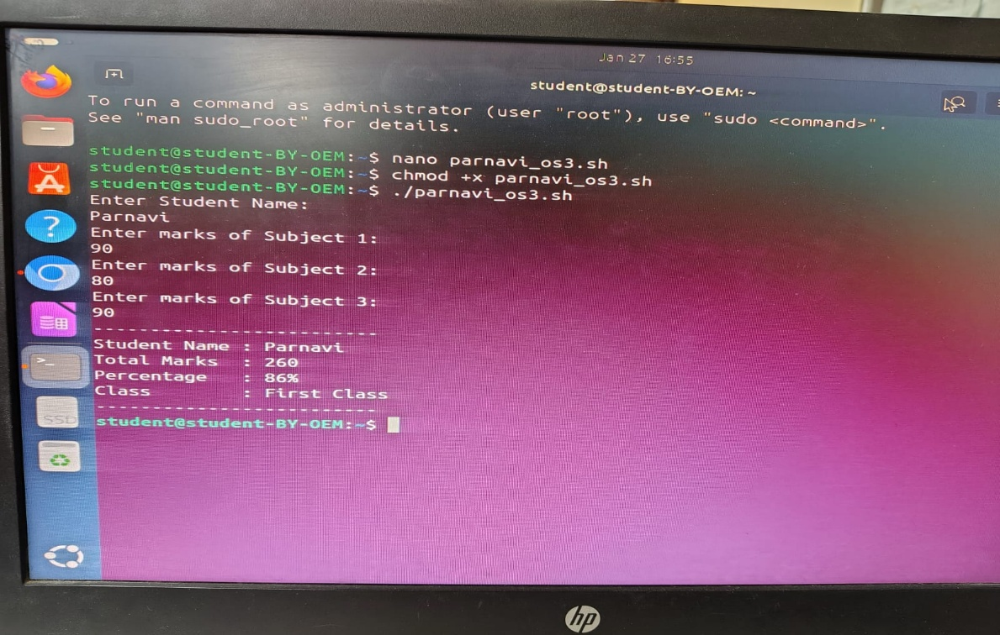 Jan 27 16:55
student@student-BY-OEM: ~
To run a command as administrator (user "root"), use "sudo <command>".
See "man sudo_root" for details.
student@student-BY-OEM:~$ nano parnavi_os3.sh
student@student-BY-OEM:~$ chmod +x parnavi_os3.sh
student@student-BY-OEM:~$ ./parnavi_os3.sh
Enter Student Name:
Parnavi
Enter marks of Subject 1:
90
Enter marks of Subject 2:
80
Enter marks of Subject 3:
90
-------------------------
Student Name : Parnavi
Total Marks  : 260
Percentage   : 86%
Class        : First Class
-------------------------
student@student-BY-OEM:~$
SSD
hp